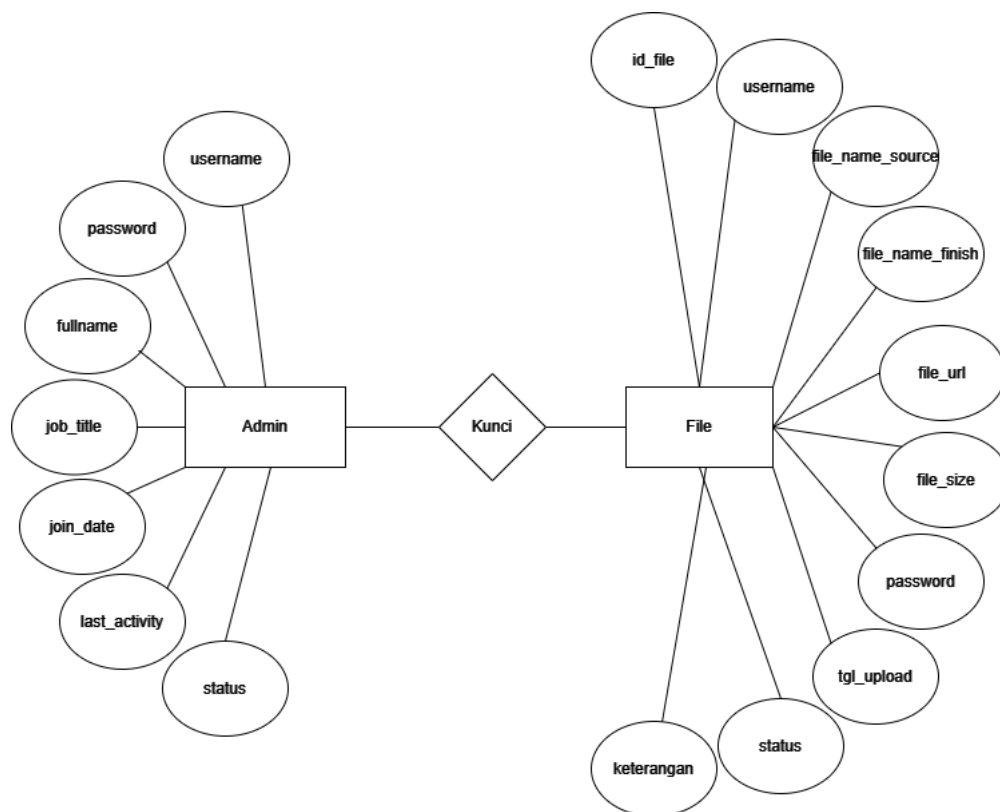 id_file
username
file_name_source
file_name_finish
file_url
file_size
password
tgl_upload
status
keterangan
username
password
fullname
job_title
join_date
last_activity
status
Admin
Kunci
File